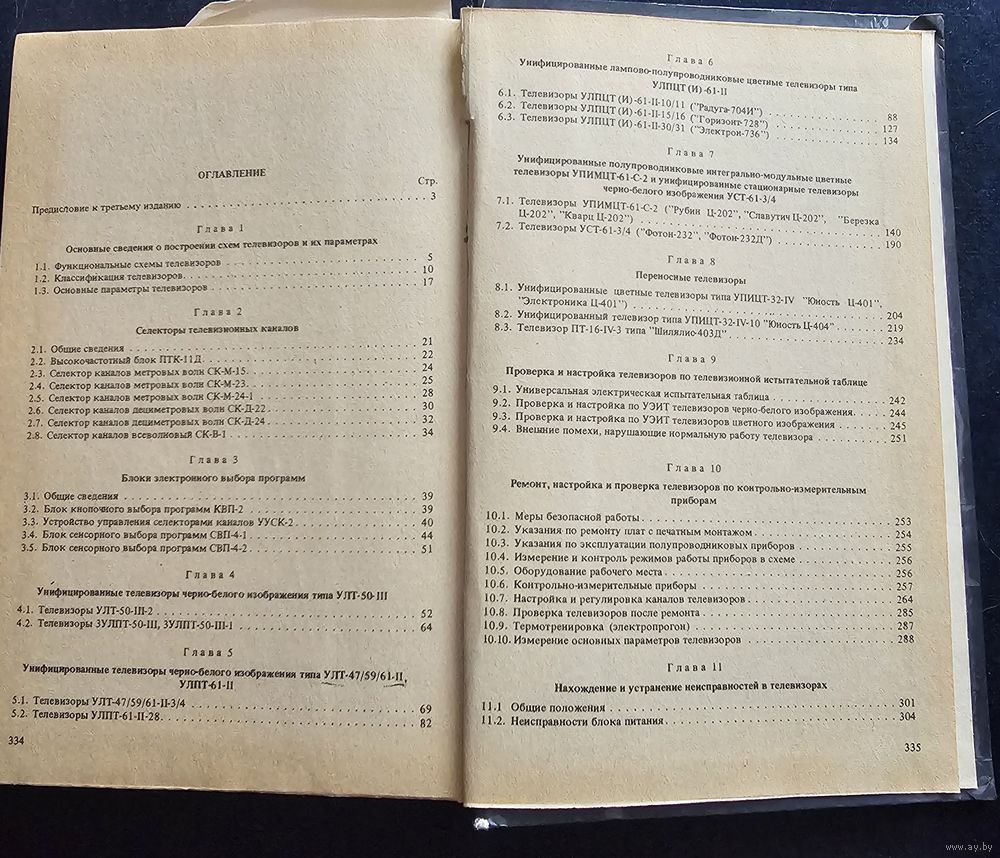 ОГЛАВЛЕНИЕ
Стр.
Предисловие к третьему изданию . . . 3
Глава 1
Основные сведения о построении схем телевизоров и их параметрах
1.1. Функциональные схемы телевизоров . . . 5
1.2. Классификация телевизоров . . . 10
1.3. Основные параметры телевизоров . . . 17
Глава 2
Селекторы телевизионных каналов
2.1. Общие сведения . . . 21
2.2. Высокочастотный блок ПТК-11Д . . . 22
2.3. Селектор каналов метровых волн СК-М-15 . . . 24
2.4. Селектор каналов метровых волн СК-М-23 . . . 25
2.5. Селектор каналов метровых волн СК-М-24-1 . . . 28
2.6. Селектор каналов дециметровых волн СК-Д-22 . . . 30
2.7. Селектор каналов дециметровых волн СК-Д-24 . . . 32
2.8. Селектор каналов всеволновый СК-В-1 . . . 34
Глава 3
Блоки электронного выбора программ
3.1. Общие сведения . . . 39
3.2. Блок кнопочного выбора программ КВП-2 . . . 39
3.3. Устройство управления селекторами каналов УУСК-2 . . . 40
3.4. Блок сенсорного выбора программ СВП-4-1 . . . 44
3.5. Блок сенсорного выбора программ СВП-4-2 . . . 51
Глава 4
Унифицированные телевизоры черно-белого изображения типа УЛТ-50-III
4.1. Телевизоры УЛТ-50-III-2 . . . 52
4.2. Телевизоры 3УЛПТ-50-III, 3УЛПТ-50-III-1 . . . 64
Глава 5
Унифицированные телевизоры черно-белого изображения типа УЛТ-47/59/61-II,
УЛПТ-61-II
5.1. Телевизоры УЛТ-47/59/61-II-3/4 . . . 69
5.2. Телевизоры УЛПТ-61-II-28 . . . 82
334
Глава 6
Унифицированные лампово-полупроводниковые цветные телевизоры типа
УЛПЦТ (И)-61-II
6.1. Телевизоры УЛПЦТ (И)-61-II-10/11 ("Радуга-704И") . . . 88
6.2. Телевизоры УЛПЦТ (И)-61-II-15/16 ("Горизонт-728") . . . 127
6.3. Телевизоры УЛПЦТ (И)-61-II-30/31 ("Электрон-736") . . . 134
Глава 7
Унифицированные полупроводниковые интегрально-модульные цветные
телевизоры УПИМЦТ-61-С-2 и унифицированные стационарные телевизоры
черно-белого изображения УСТ-61-3/4
7.1. Телевизоры УПИМЦТ-61-С-2 ("Рубин Ц-202", "Славутич Ц-202", "Березка
Ц-202", "Кварц Ц-202") . . . 140
7.2. Телевизоры УСТ-61-3/4 ("Фотон-232", "Фотон-232Д") . . . 190
Глава 8
Переносные телевизоры
8.1. Унифицированные цветные телевизоры типа УПИЦТ-32-IV "Юность Ц-401",
"Электроника Ц-401") . . . 204
8.2. Унифицированный телевизор типа УПИЦТ-32-IV-10 "Юность Ц-404" . . . 219
8.3. Телевизор ПТ-16-IV-3 типа "Шилялис-403Д" . . . 234
Глава 9
Проверка и настройка телевизоров по телевизионной испытательной таблице
9.1. Универсальная электрическая испытательная таблица . . . 242
9.2. Проверка и настройка по УЭИТ телевизоров черно-белого изображения . . . 244
9.3. Проверка и настройка по УЭИТ телевизоров цветного изображения . . . 245
9.4. Внешние помехи, нарушающие нормальную работу телевизора . . . 251
Глава 10
Ремонт, настройка и проверка телевизоров по контрольно-измерительным
приборам
10.1. Меры безопасной работы . . . 253
10.2. Указания по ремонту плат с печатным монтажом . . . 254
10.3. Указания по эксплуатации полупроводниковых приборов . . . 255
10.4. Измерение и контроль режимов работы приборов в схеме . . . 256
10.5. Оборудование рабочего места . . . 256
10.6. Контрольно-измерительные приборы . . . 257
10.7. Настройка и регулировка каналов телевизоров . . . 264
10.8. Проверка телевизоров после ремонта . . . 285
10.9. Термотренировка (электропрогон) . . . 287
10.10. Измерение основных параметров телевизоров . . . 288
Глава 11
Нахождение и устранение неисправностей в телевизорах
11.1 Общие положения . . . 301
11.2. Неисправности блока питания . . . 304
335
www.ay.by